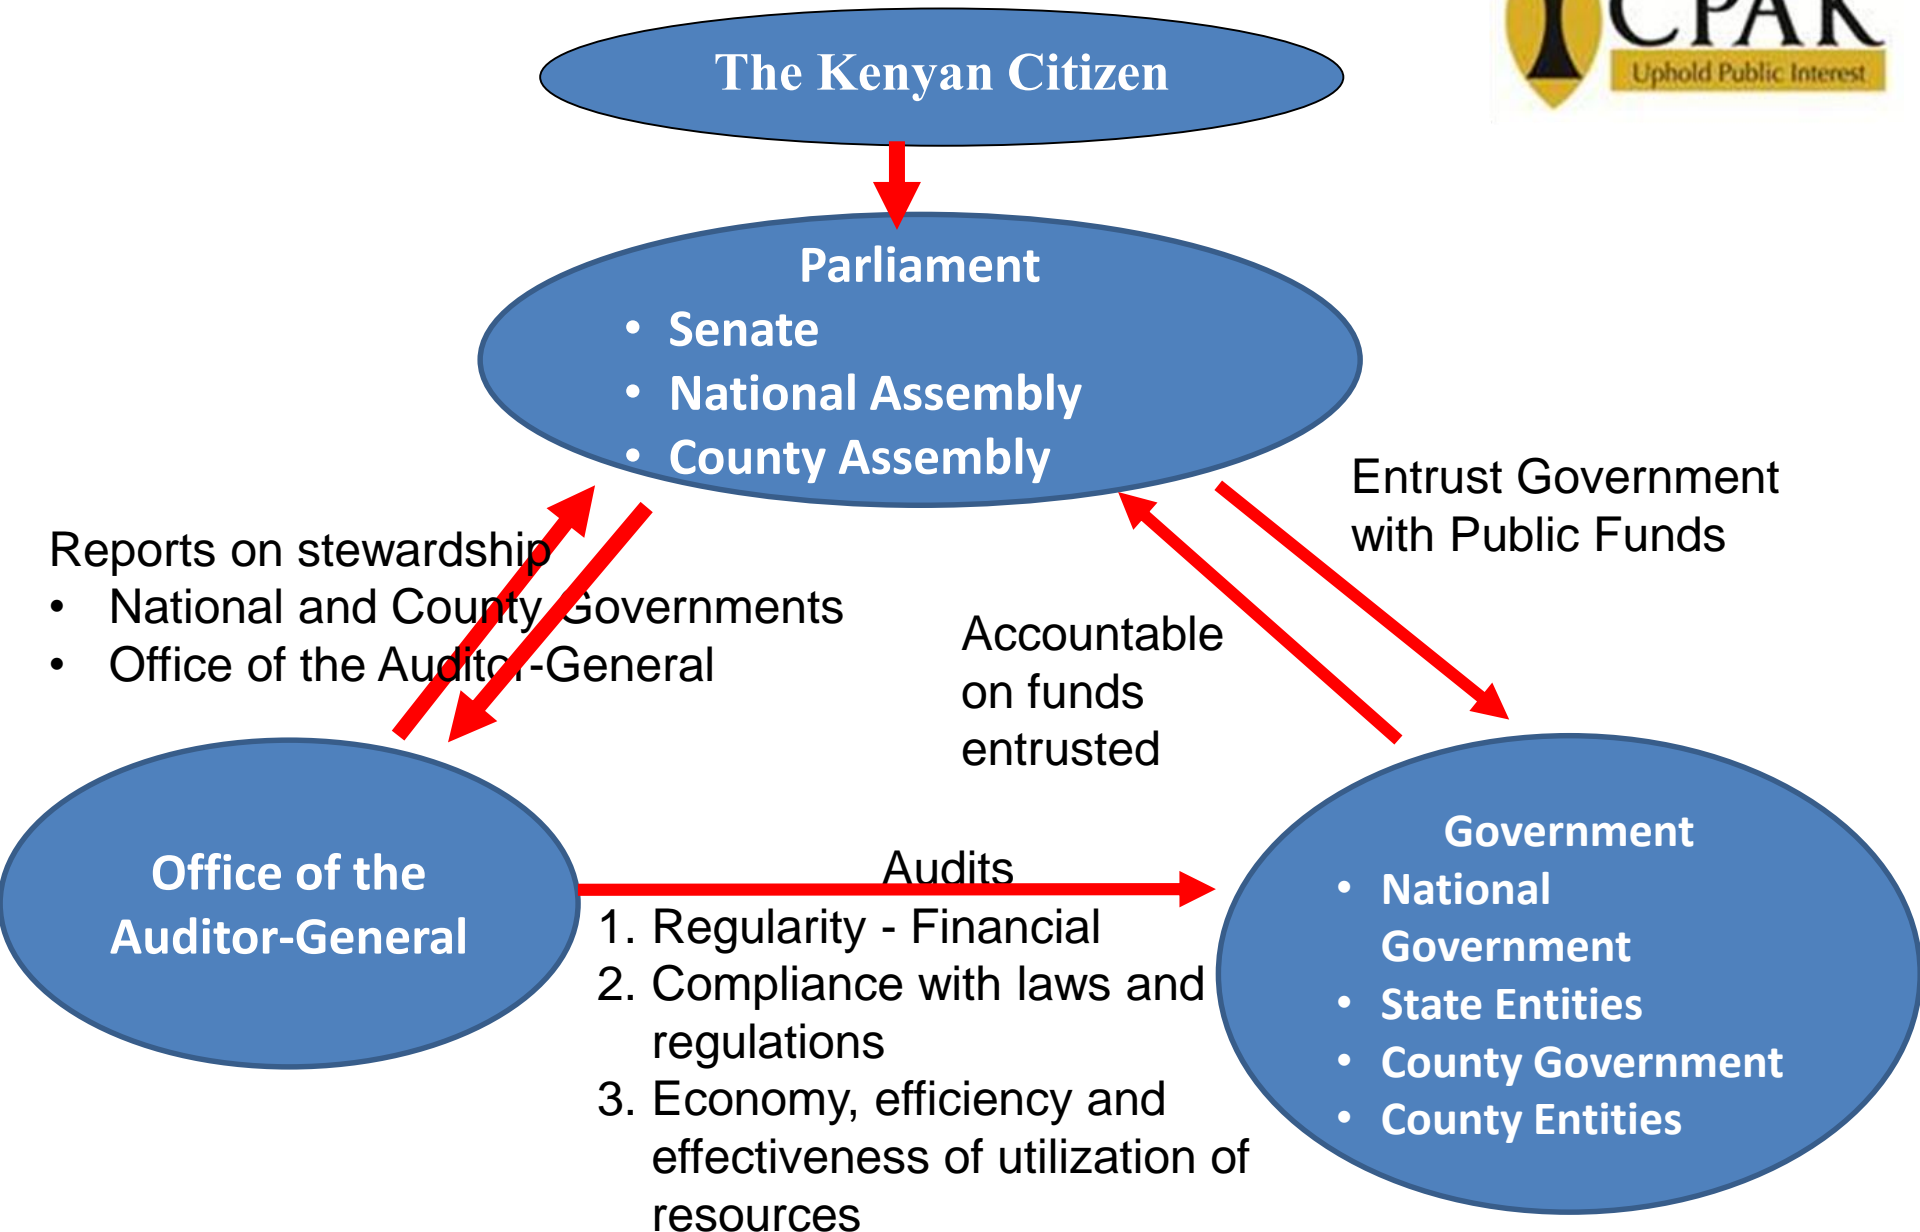 CPAK
Uphold Public Interest
The Kenyan Citizen
Parliament
• Senate
• National Assembly
• County Assembly
Entrust Government
with Public Funds
Reports on stewardship
• National and County Governments
• Office of the Auditor-General
Accountable
on funds
entrusted
Office of the
Auditor-General
Audits
1. Regularity - Financial
2. Compliance with laws and
regulations
3. Economy, efficiency and
effectiveness of utilization of
resources
Government
• National
Government
• State Entities
• County Government
• County Entities